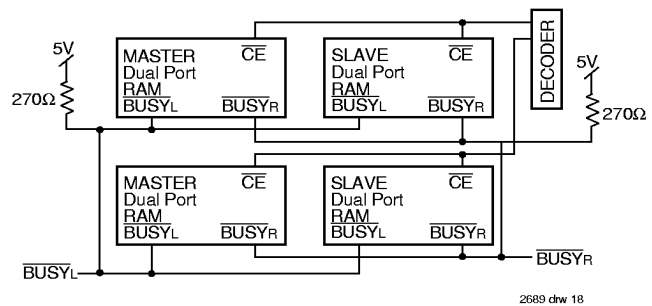 5V
270Ω
MASTER CE
Dual Port
RAM
BUSYL BUSYR
SLAVE CE
Dual Port
RAM
BUSYL BUSYR
DECODER
5V
270Ω
MASTER CE
Dual Port
RAM
BUSYL BUSYR
SLAVE CE
Dual Port
RAM
BUSYL BUSYR
BUSYL
BUSYR
2689 drw 18